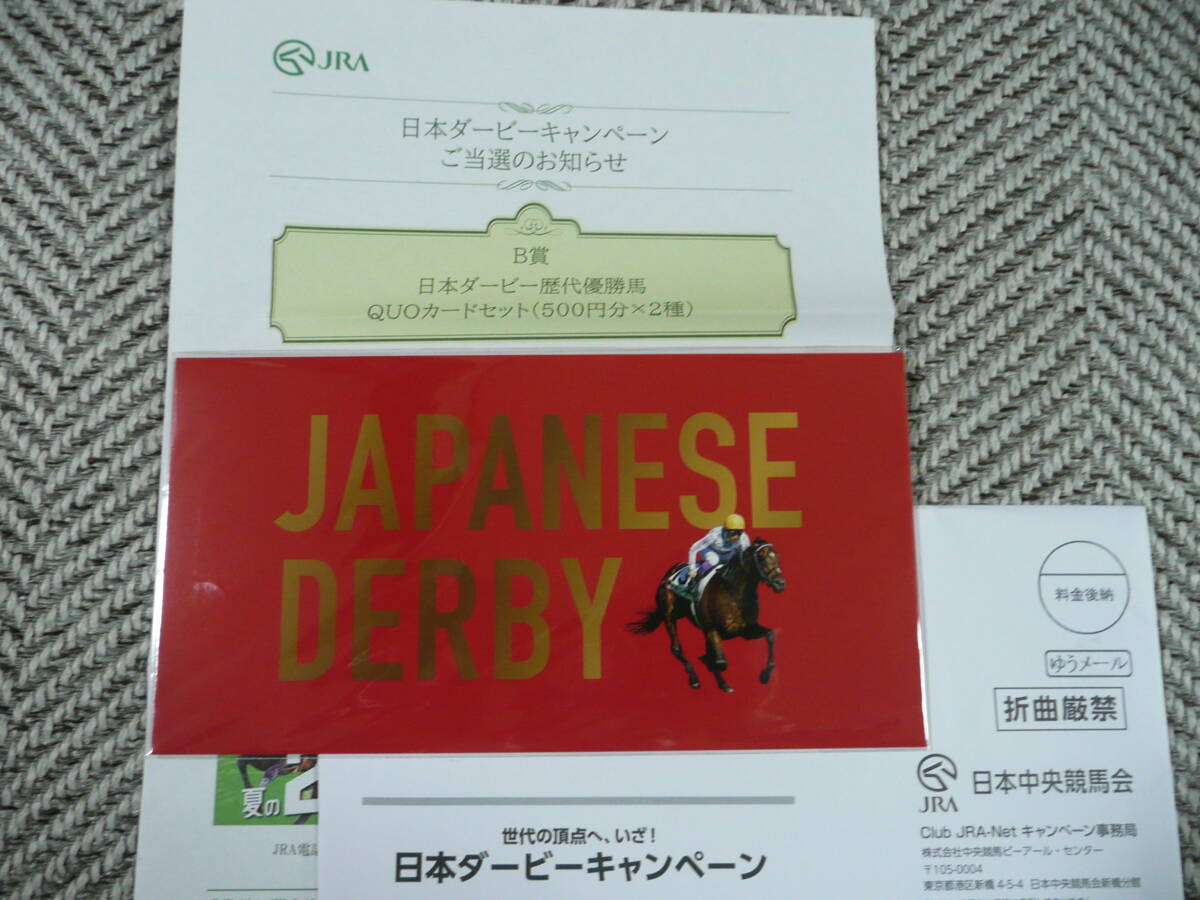 JRA
日本ダービーキャンペーン
ご当選のお知らせ
B賞
日本ダービー歴代優勝馬
QUOカードセット(500円分×2種)
JAPANESE
DERBY
料金後納
ゆうメール
折曲厳禁
夏の
JRA 日本中央競馬会
JRA電話
世代の頂点へ、いざ!
日本ダービーキャンペーン
Club JRA-Net キャンペーン事務局
株式会社中央競馬ピーアール・センター
〒105-0004
東京都港区新橋 4-5-4 日本中央競馬会新橋分館